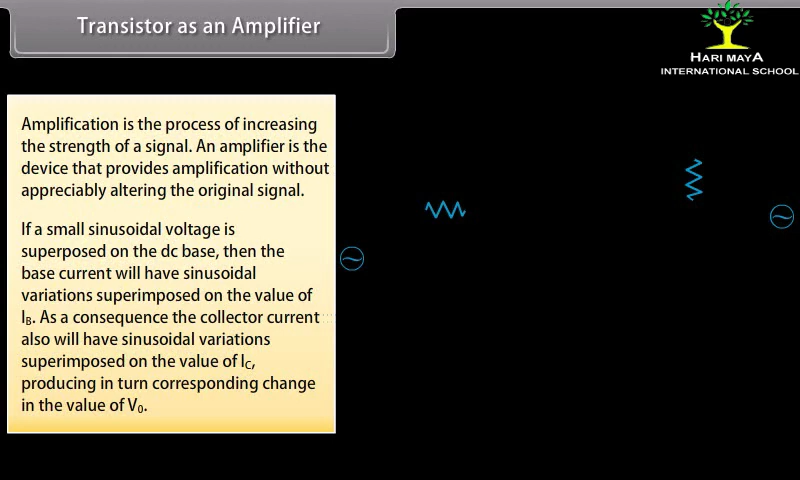 Transistor as an Amplifier
HARI MAYA
INTERNATIONAL SCHOOL
Amplification is the process of increasing
the strength of a signal. An amplifier is the
device that provides amplification without
appreciably altering the original signal.
If a small sinusoidal voltage is
superposed on the dc base, then the
base current will have sinusoidal
variations superimposed on the value of
I_B. As a consequence the collector current
also will have sinusoidal variations
superimposed on the value of I_C,
producing in turn corresponding change
in the value of V_0.